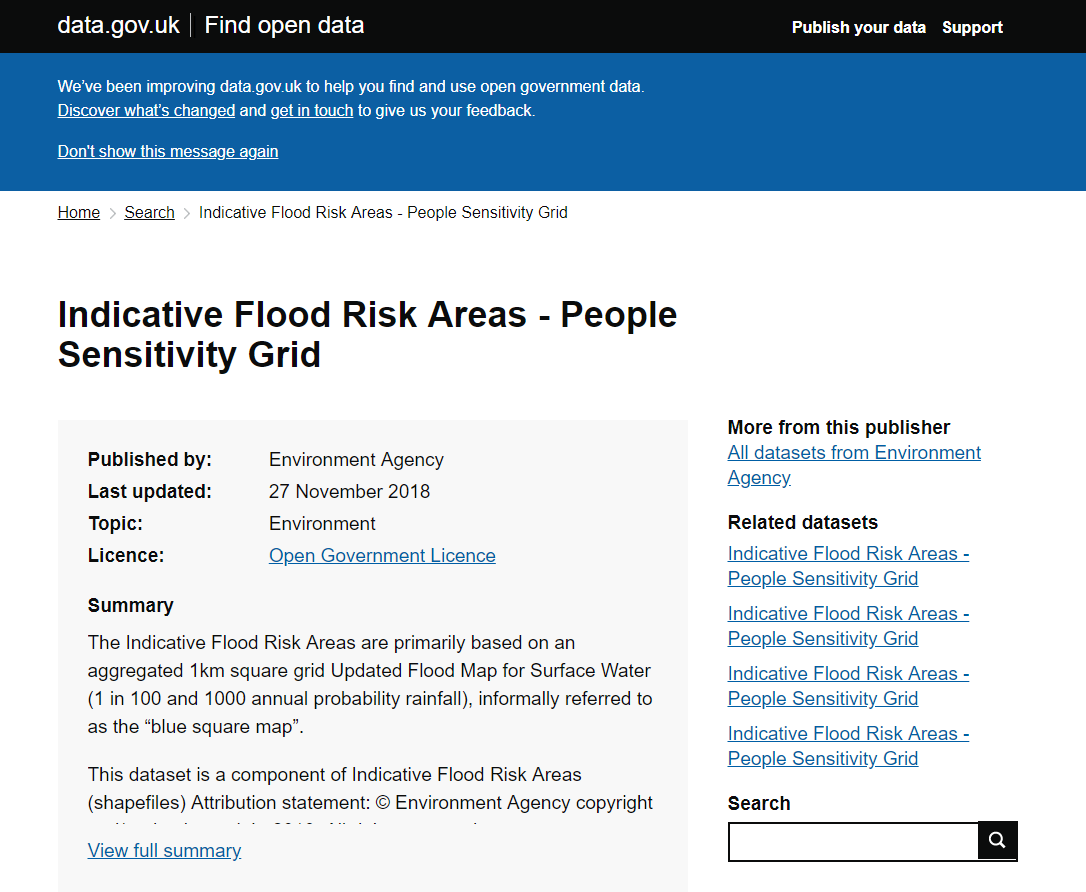 data.gov.uk | Find open data
Publish your data Support
We’ve been improving data.gov.uk to help you find and use open government data.
Discover what’s changed and get in touch to give us your feedback.
Don't show this message again
Home > Search > Indicative Flood Risk Areas - People Sensitivity Grid
Indicative Flood Risk Areas - People
Sensitivity Grid
Published by: Environment Agency
Last updated: 27 November 2018
Topic: Environment
Licence: Open Government Licence
Summary
The Indicative Flood Risk Areas are primarily based on an
aggregated 1km square grid Updated Flood Map for Surface Water
(1 in 100 and 1000 annual probability rainfall), informally referred to
as the “blue square map”.
This dataset is a component of Indicative Flood Risk Areas
(shapefiles) Attribution statement: © Environment Agency copyright
View full summary
More from this publisher
All datasets from Environment
Agency
Related datasets
Indicative Flood Risk Areas -
People Sensitivity Grid
Indicative Flood Risk Areas -
People Sensitivity Grid
Indicative Flood Risk Areas -
People Sensitivity Grid
Indicative Flood Risk Areas -
People Sensitivity Grid
Search